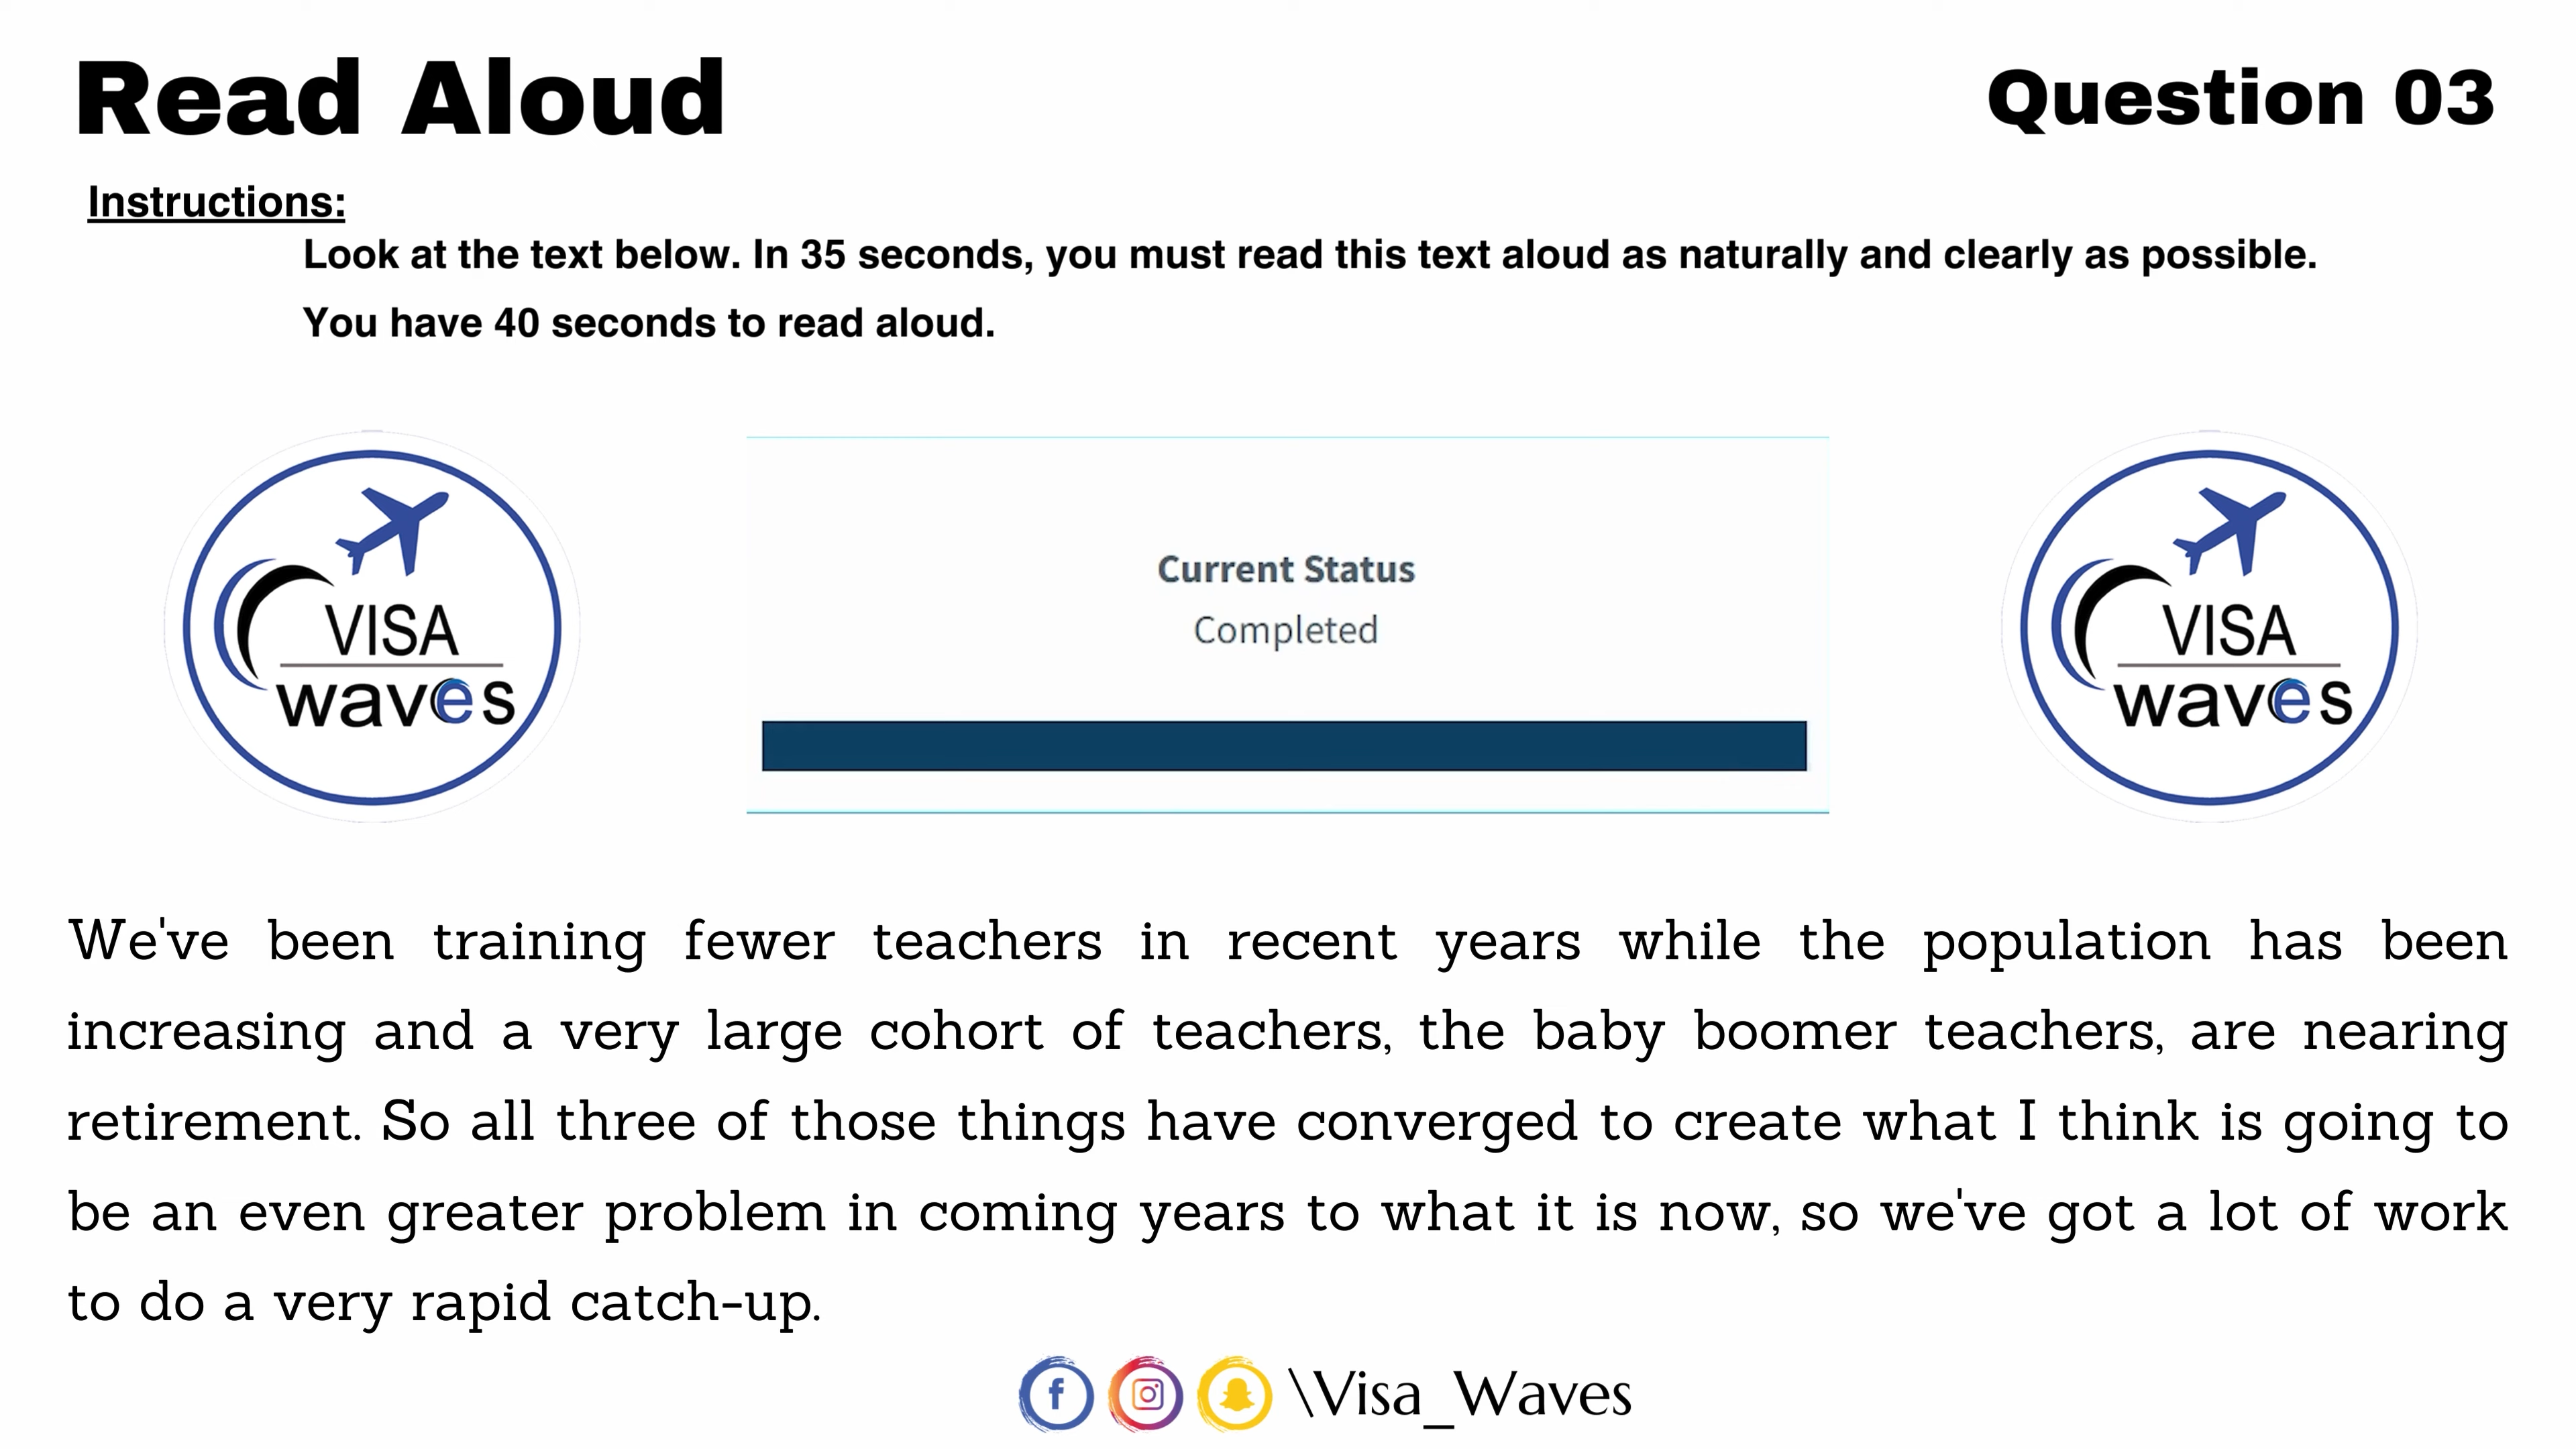 Read Aloud
Question 03
Instructions:
Look at the text below. In 35 seconds, you must read this text aloud as naturally and clearly as possible.
You have 40 seconds to read aloud.
VISA
waves
Current Status
Completed
VISA
waves
We've been training fewer teachers in recent years while the population has been
increasing and a very large cohort of teachers, the baby boomer teachers, are nearing
retirement. So all three of those things have converged to create what I think is going to
be an even greater problem in coming years to what it is now, so we've got a lot of work
to do a very rapid catch-up.
\Visa_Waves